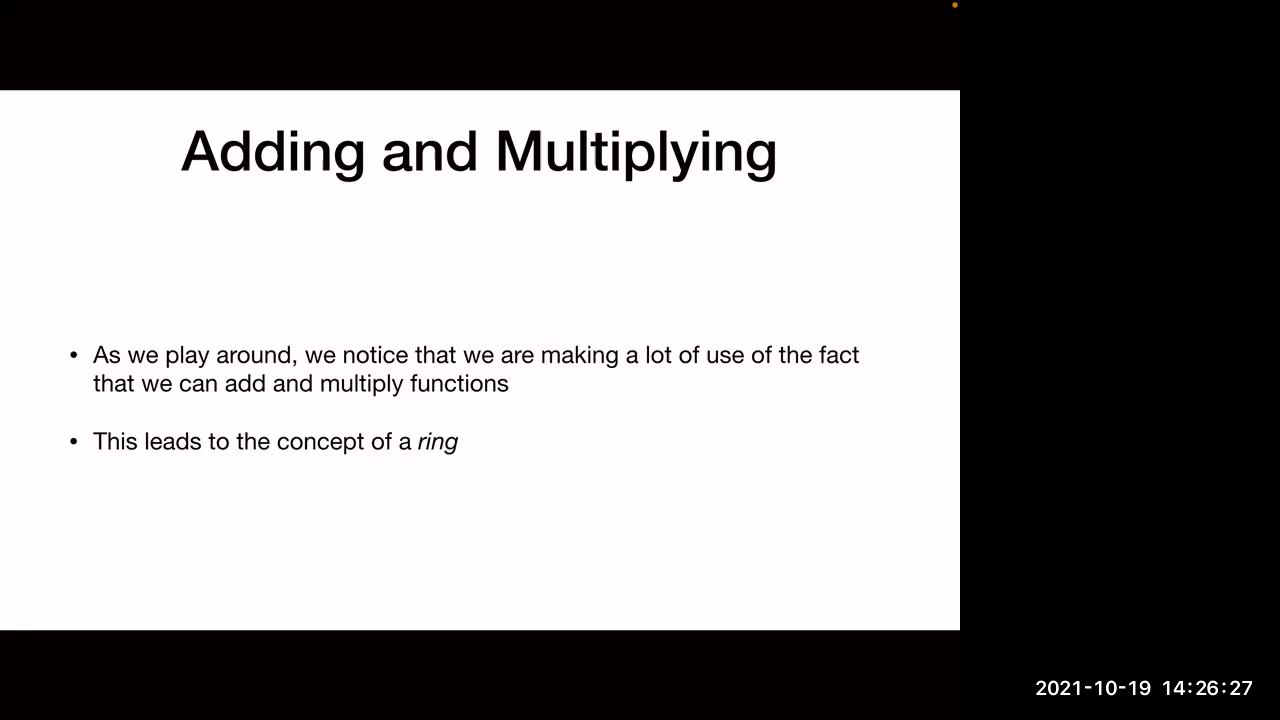 Adding and Multiplying
• As we play around, we notice that we are making a lot of use of the fact
that we can add and multiply functions
• This leads to the concept of a ring
2021-10-19 14:26:27